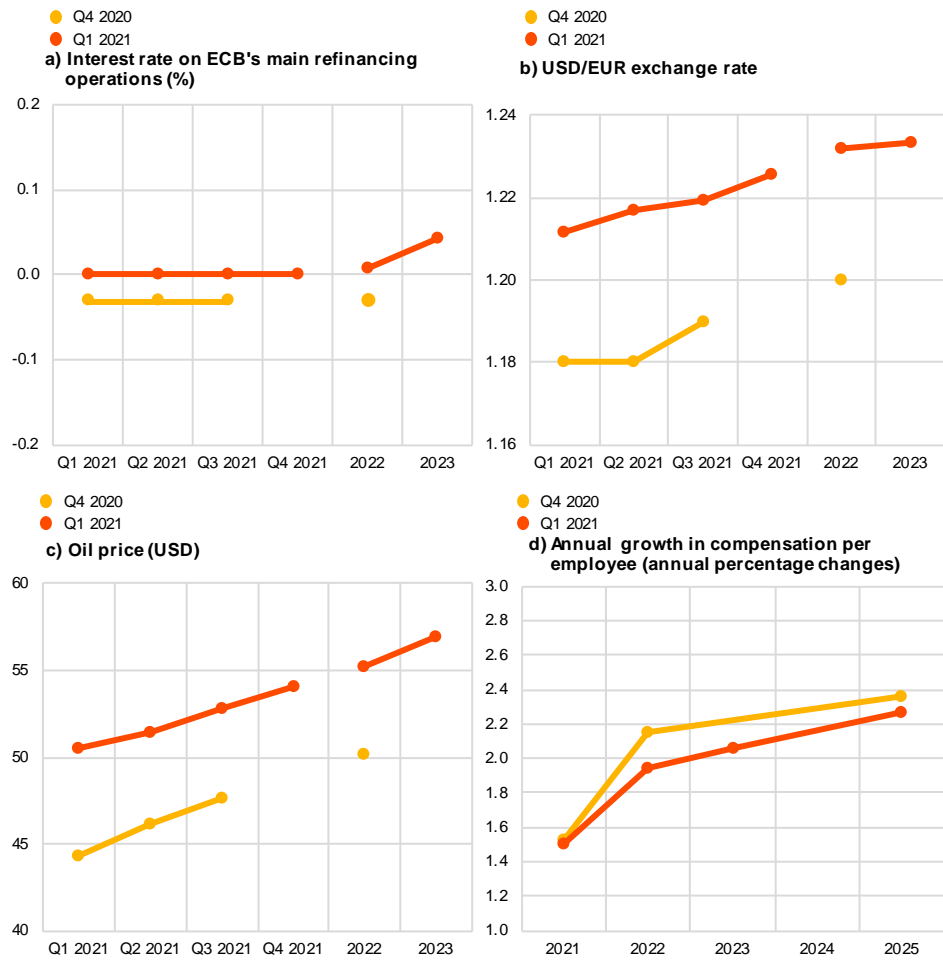 Q4 2020
Q1 2021
a) Interest rate on ECB's main refinancing
operations (%)
0.2
0.1
0.0
-0.1
-0.2
Q1 2021 Q2 2021 Q3 2021 Q4 2021 2022 2023
Q4 2020
Q1 2021
b) USD/EUR exchange rate
1.24
1.22
1.20
1.18
1.16
Q1 2021 Q2 2021 Q3 2021 Q4 2021 2022 2023
Q4 2020
Q1 2021
c) Oil price (USD)
60
55
50
45
40
Q1 2021 Q2 2021 Q3 2021 Q4 2021 2022 2023
Q4 2020
Q1 2021
d) Annual growth in compensation per
employee (annual percentage changes)
3.0
2.8
2.6
2.4
2.2
2.0
1.8
1.6
1.4
1.2
1.0
2021 2022 2023 2024 2025